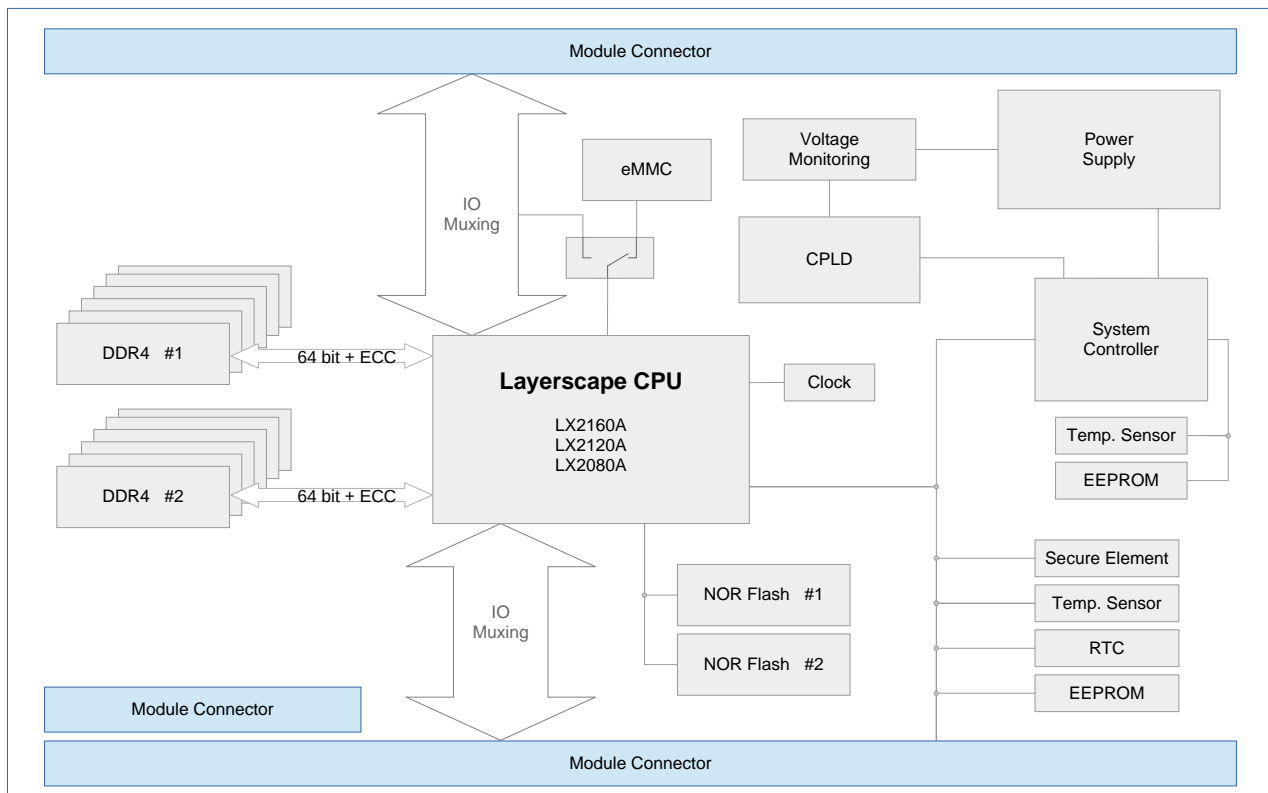 Module Connector
Voltage
Monitoring
Power
Supply
eMMC
IO
Muxing
CPLD
System
Controller
DDR4 #1
64 bit + ECC
Layerscape CPU
LX2160A
LX2120A
LX2080A
Clock
Temp. Sensor
EEPROM
DDR4 #2
64 bit + ECC
Secure Element
Temp. Sensor
RTC
EEPROM
NOR Flash #1
NOR Flash #2
IO
Muxing
Module Connector
Module Connector